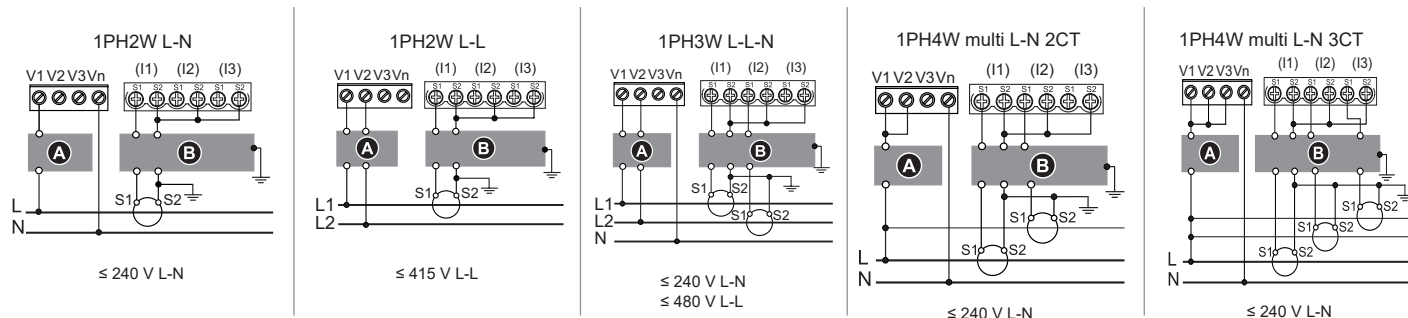 1PH2W L-N
V1 V2 V3 Vn (I1) (I2) (I3)
S1 S2 S1 S2 S1 S2
A B
S1 S2
L
N
≤ 240 V L-N
1PH2W L-L
V1 V2 V3 Vn (I1) (I2) (I3)
S1 S2 S1 S2 S1 S2
A B
S1 S2
L1
L2
≤ 415 V L-L
1PH3W L-L-N
V1 V2 V3 Vn (I1) (I2) (I3)
S1 S2 S1 S2 S1 S2
A B
S1 S2
L1
S1 S2
L2
N
≤ 240 V L-N
≤ 480 V L-L
1PH4W multi L-N 2CT
V1 V2 V3 Vn (I1) (I2) (I3)
S1 S2 S1 S2 S1 S2
A B
S1 S2
S1 S2
L
N
≤ 240 V L-N
1PH4W multi L-N 3CT
V1 V2 V3 Vn (I1) (I2) (I3)
S1 S2 S1 S2 S1 S2
A B
S1 S2
S1 S2
S1 S2
L
N
≤ 240 V L-N